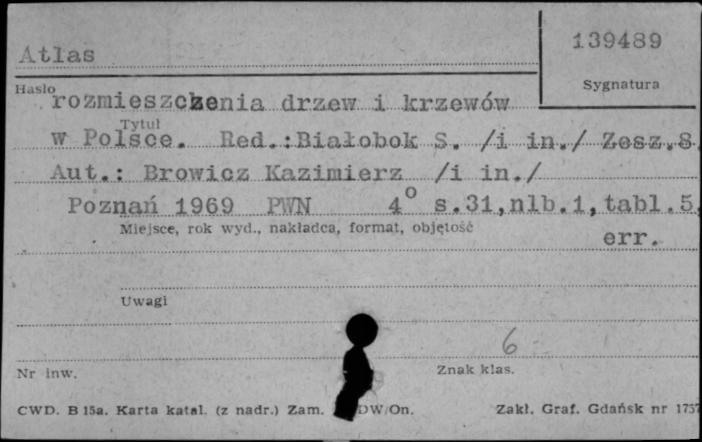 139489
Atlas
Sygnatura
Hasło
rozmieszczenia drzew i krzewów
Tytuł
w Polsce. Red.:Białobok S. /i in./ Zesz.8.
Aut.: Browicz Kazimierz /i in./
Poznań 1969 PWN 4° s.31,nlb.1,tabl.5,
Miejsce, rok wyd., nakładca, format, objętość
err.
Uwagi
6
Nr inw.
Znak klas.
CWD. B 15a. Karta katal. (z nadr.) Zam. DW/On. Zakł. Graf. Gdańsk nr 1757